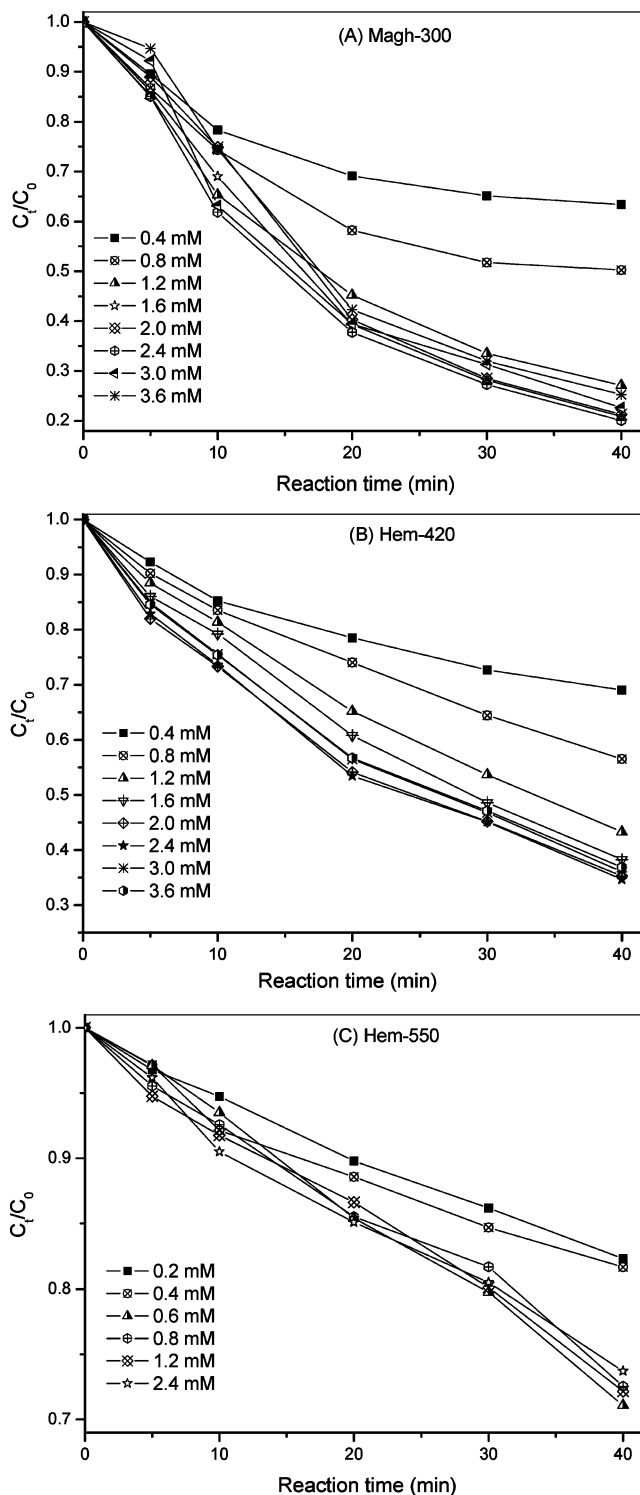 (A) Magh-300
1.0
0.9
0.8
0.7
0.6
0.5
0.4
0.3
0.2
Ct/C0
0.4 mM
0.8 mM
1.2 mM
1.6 mM
2.0 mM
2.4 mM
3.0 mM
3.6 mM
0 10 20 30 40
Reaction time (min)
(B) Hem-420
1.0
0.9
0.8
0.7
0.6
0.5
0.4
0.3
Ct/C0
0.4 mM
0.8 mM
1.2 mM
1.6 mM
2.0 mM
2.4 mM
3.0 mM
3.6 mM
0 10 20 30 40
Reaction time (min)
(C) Hem-550
1.0
0.9
0.8
0.7
Ct/C0
0.2 mM
0.4 mM
0.6 mM
0.8 mM
1.2 mM
2.4 mM
0 10 20 30 40
Reaction time (min)